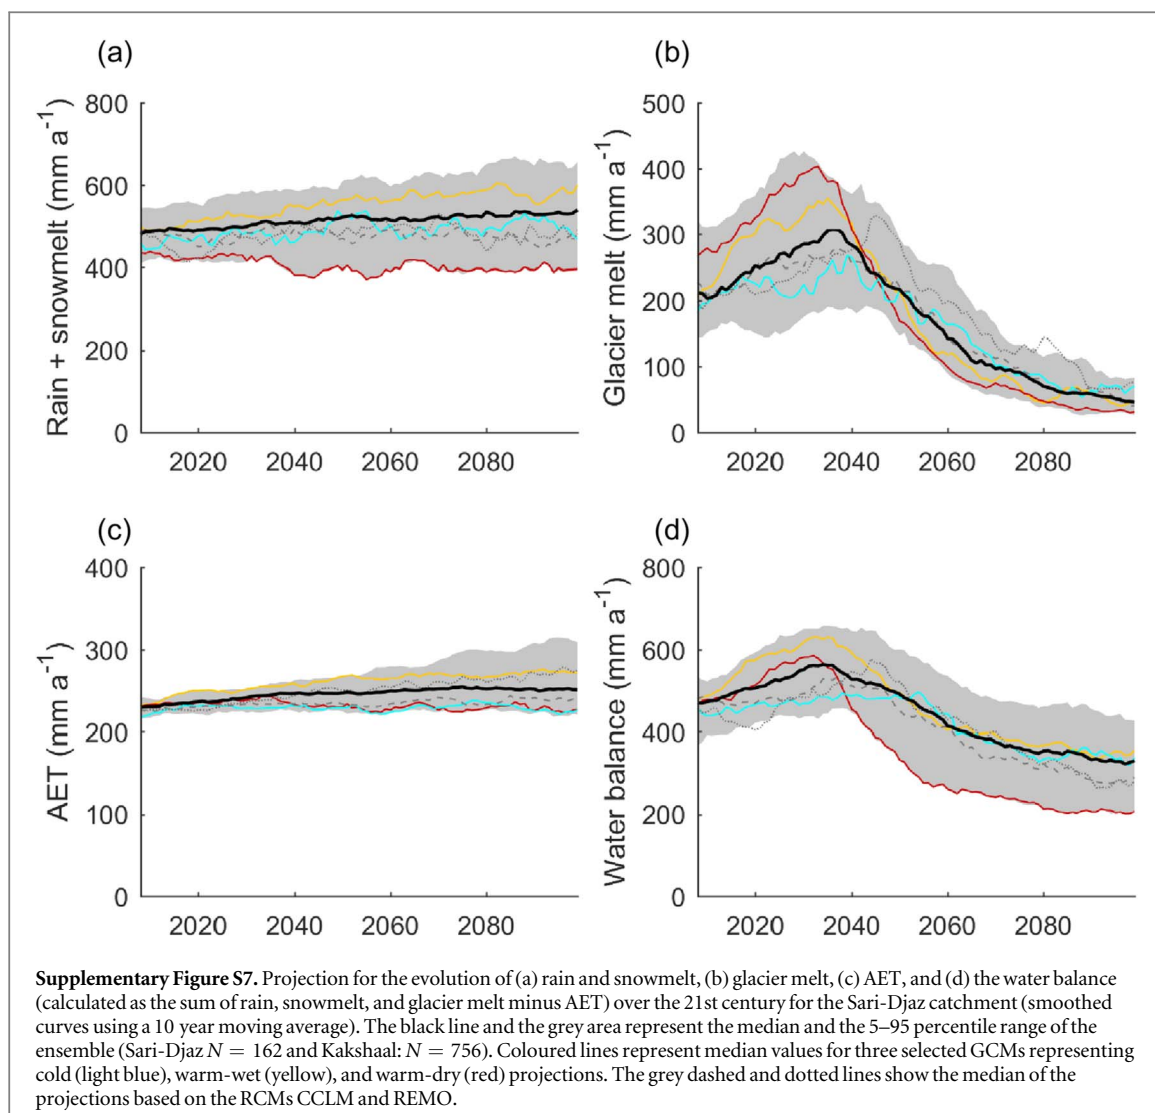 (a)
(b)
Rain + snowmelt (mm a⁻¹)
800
600
400
200
0
2020 2040 2060 2080
Glacier melt (mm a⁻¹)
500
400
300
200
100
0
2020 2040 2060 2080
(c)
(d)
AET (mm a⁻¹)
400
300
200
100
0
2020 2040 2060 2080
Water balance (mm a⁻¹)
800
600
400
200
0
2020 2040 2060 2080
Supplementary Figure S7. Projection for the evolution of (a) rain and snowmelt, (b) glacier melt, (c) AET, and (d) the water balance
(calculated as the sum of rain, snowmelt, and glacier melt minus AET) over the 21st century for the Sari-Djaz catchment (smoothed
curves using a 10 year moving average). The black line and the grey area represent the median and the 5–95 percentile range of the
ensemble (Sari-Djaz N = 162 and Kakshaal: N = 756). Coloured lines represent median values for three selected GCMs representing
cold (light blue), warm-wet (yellow), and warm-dry (red) projections. The grey dashed and dotted lines show the median of the
projections based on the RCMs CCLM and REMO.